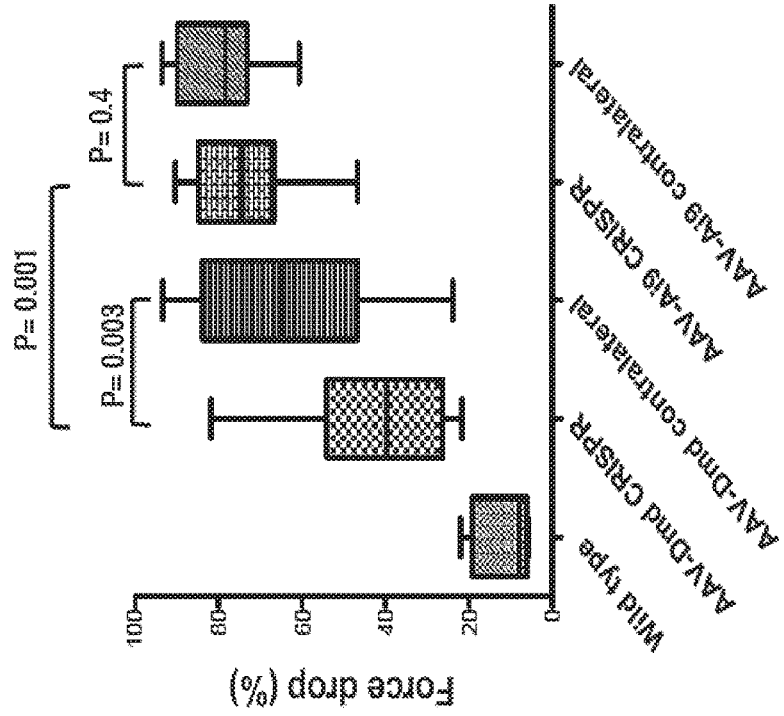 P= 0.001
P= 0.003
P= 0.4
Force drop (%)
100
80
60
40
20
0
Wild type
AAV-Dmd CRISPR
AAV-Dmd contralateral
AAV-Ai9 CRISPR
AAV-Ai9 contralateral